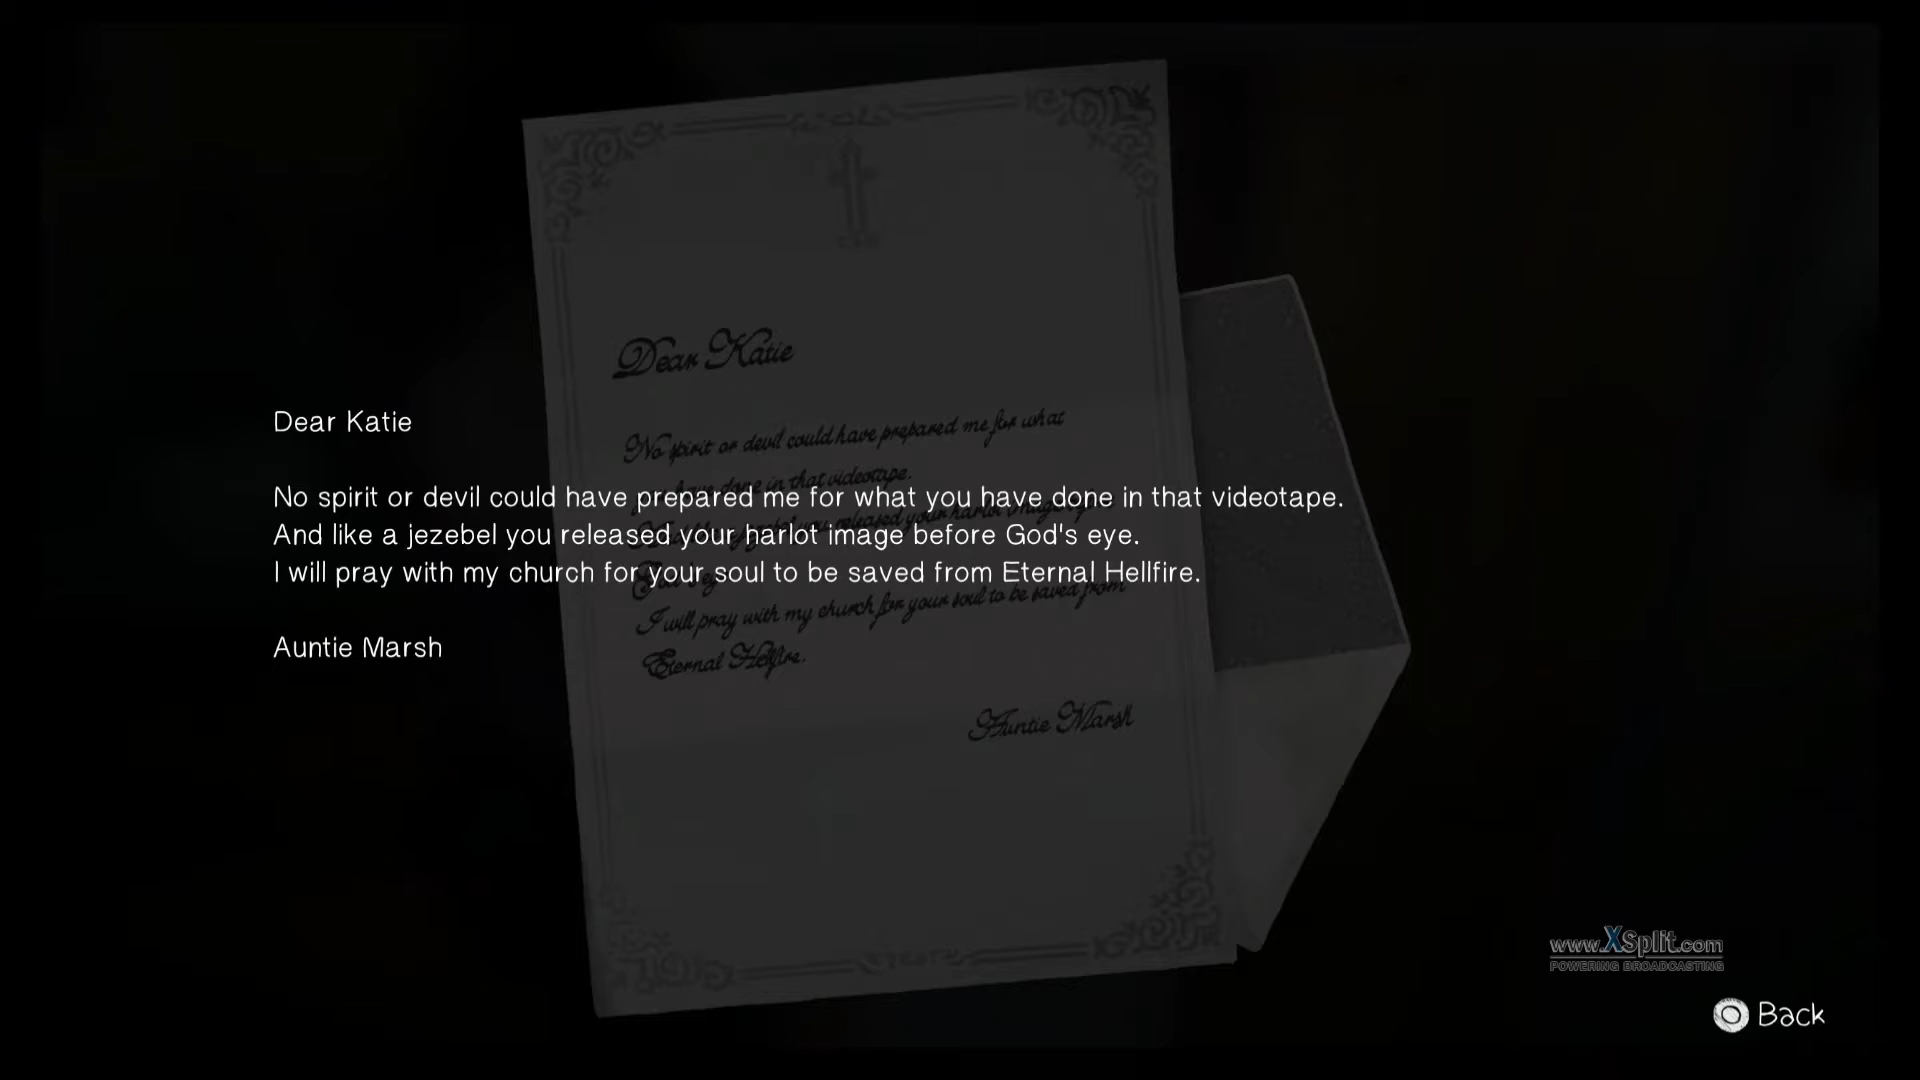 Dear Katie
No spirit or devil could have prepared me for what you have done in that videotape.
And like a jezebel you released your harlot image before God's eye.
I will pray with my church for your soul to be saved from Eternal Hellfire.
Auntie Marsh
Dear Katie
No spirit or devil could have prepared me for what
you have done in that videotape.
I will pray with my church for your soul to be saved from
Eternal Hellfire.
Auntie Marsh
www.XSplit.com
POWERING BROADCASTING
Back